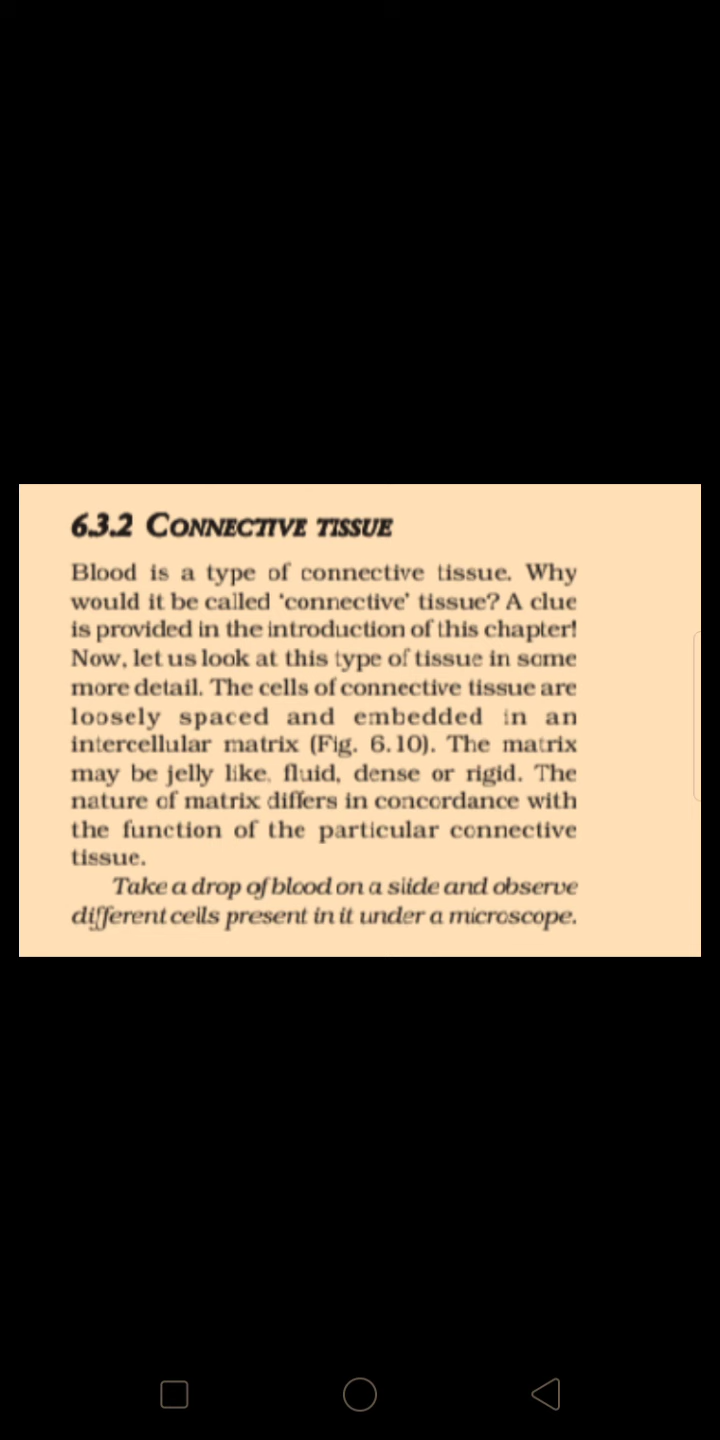 6.3.2 CONNECTIVE TISSUE
Blood is a type of connective tissue. Why
would it be called ‘connective’ tissue? A clue
is provided in the introduction of this chapter!
Now, let us look at this type of tissue in some
more detail. The cells of connective tissue are
loosely spaced and embedded in an
intercellular matrix (Fig. 6.10). The matrix
may be jelly like, fluid, dense or rigid. The
nature of matrix differs in concordance with
the function of the particular connective
tissue.
Take a drop of blood on a slide and observe
different cells present in it under a microscope.